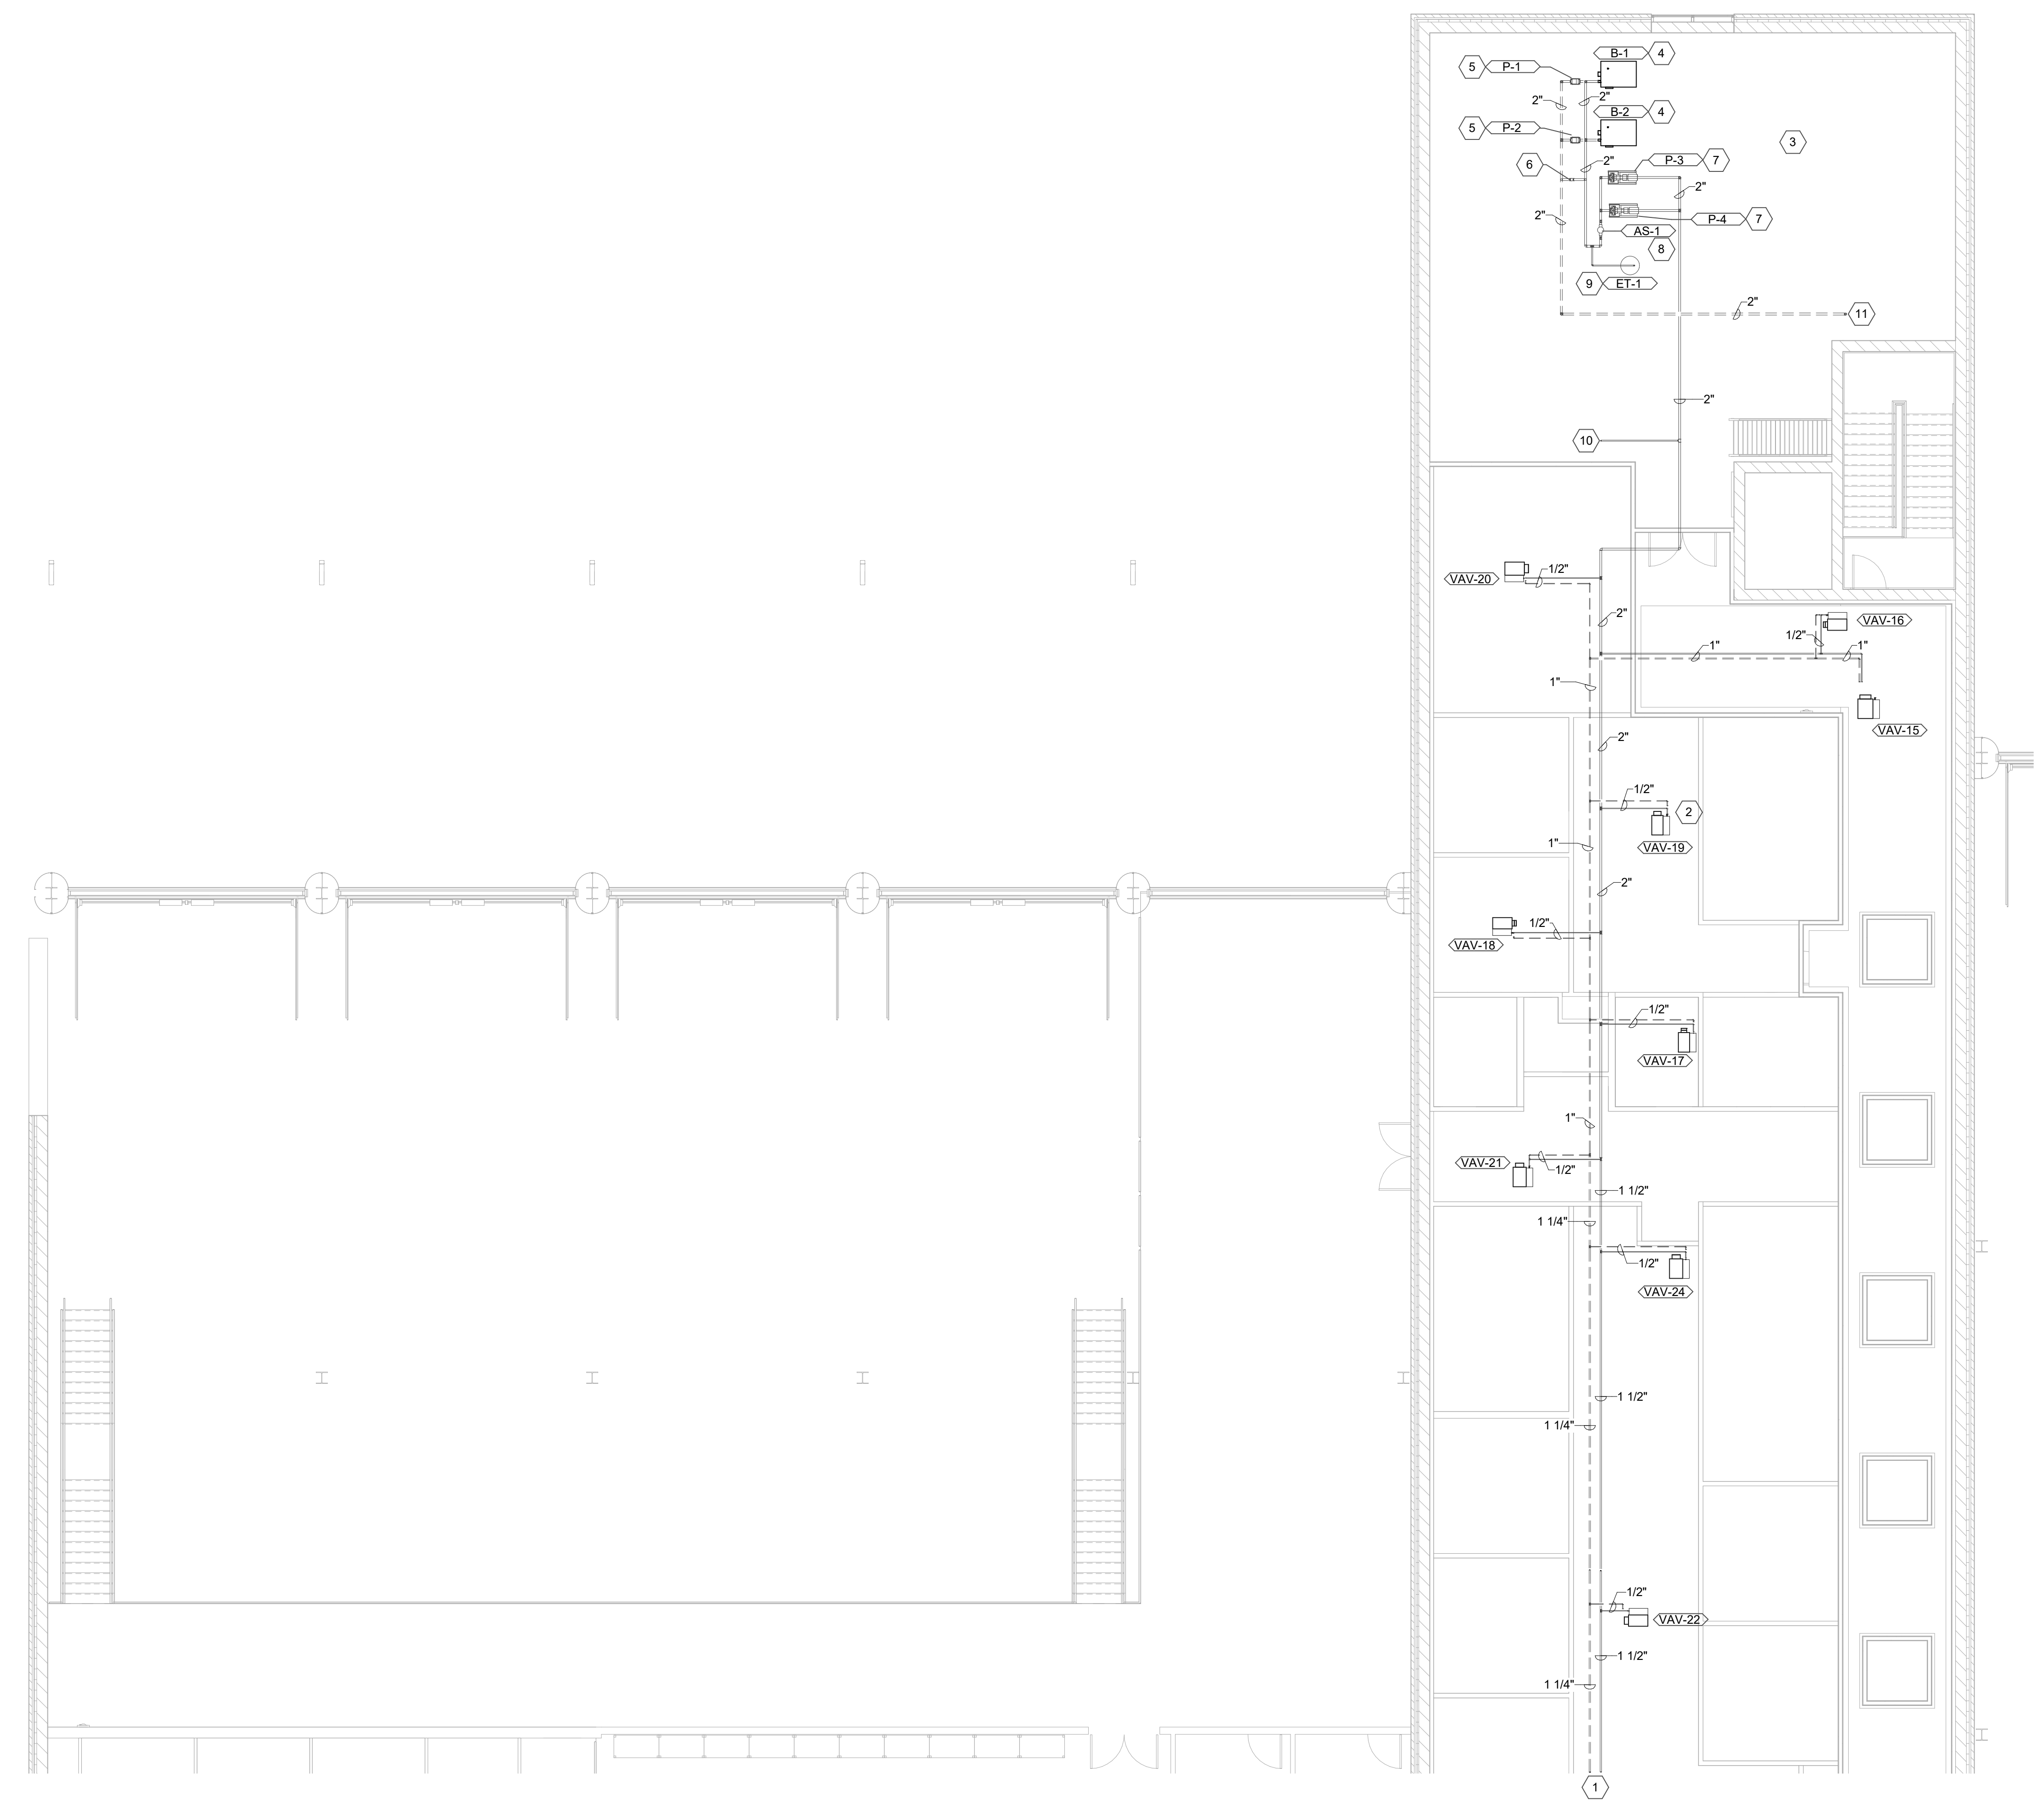 B-1 4
5 P-1
2" 2"
B-2 4
5 P-2
3
6 2" P-3 7
2"
2" P-4 7
AS-1
8
9 ET-1
2" 11
2"
10
VAV-20 1/2"
2"
VAV-16
1/2" 1" 1"
1"
VAV-15
2"
1/2" 2
VAV-19
1"
2"
1/2"
VAV-18
1/2"
VAV-17
1"
VAV-21 1/2"
1 1/2"
1 1/4"
1/2"
VAV-24
1 1/2"
1 1/4"
1/2"
VAV-22
1 1/2"
1 1/4"
1